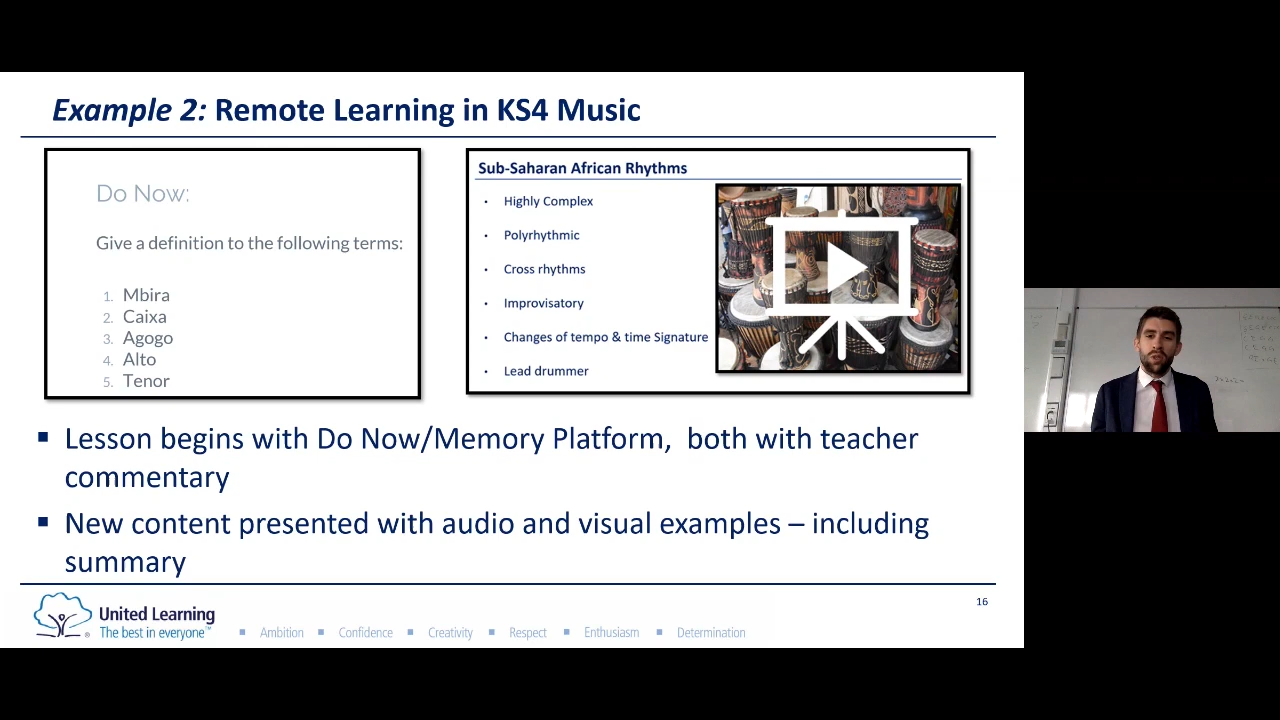 Example 2: Remote Learning in KS4 Music
Do Now:
Give a definition to the following terms:
1. Mbira
2. Caixa
3. Agogo
4. Alto
5. Tenor
Sub-Saharan African Rhythms
• Highly Complex
• Polyrhythmic
• Cross rhythms
• Improvisatory
• Changes of tempo & time Signature
• Lead drummer
▪ Lesson begins with Do Now/Memory Platform, both with teacher
commentary
▪ New content presented with audio and visual examples – including
summary
16
United Learning
® The best in everyone™
▪ Ambition ▪ Confidence ▪ Creativity ▪ Respect ▪ Enthusiasm ▪ Determination